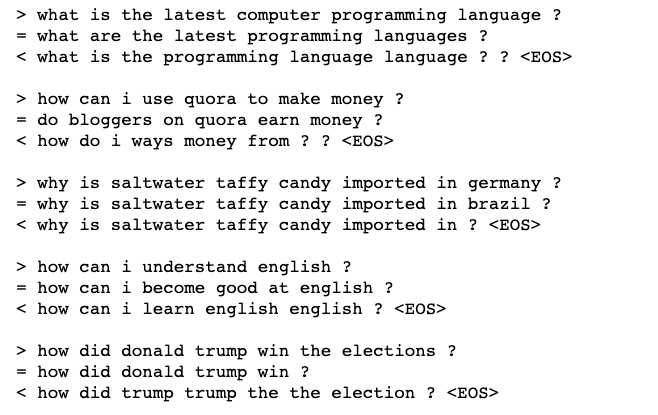 > what is the latest computer programming language ?
= what are the latest programming languages ?
< what is the programming language language ? ? <EOS>
> how can i use quora to make money ?
= do bloggers on quora earn money ?
< how do i ways money from ? ? <EOS>
> why is saltwater taffy candy imported in germany ?
= why is saltwater taffy candy imported in brazil ?
< why is saltwater taffy candy imported in ? <EOS>
> how can i understand english ?
= how can i become good at english ?
< how can i learn english english ? <EOS>
> how did donald trump win the elections ?
= how did donald trump win ?
< how did trump trump the the election ? <EOS>